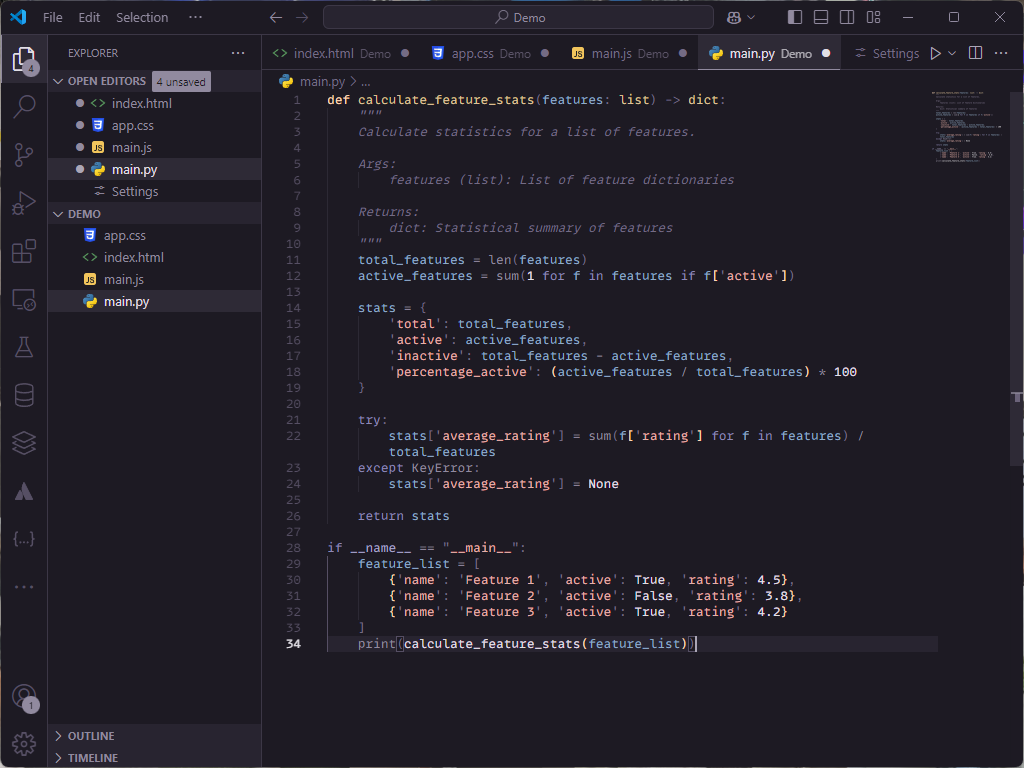 File Edit Selection ··· Demo
EXPLORER ···
index.html Demo app.css Demo JS main.js Demo main.py Demo Settings ···
OPEN EDITORS 4 unsaved
index.html
app.css
JS main.js
main.py
Settings
DEMO
app.css
index.html
JS main.js
main.py
OUTLINE
TIMELINE
4
{...}
1
main.py > ...
1 def calculate_feature_stats(features: list) -> dict:
2 """
3 Calculate statistics for a list of features.
4
5 Args:
6 features (list): List of feature dictionaries
7
8 Returns:
9 dict: Statistical summary of features
10 """
11 total_features = len(features)
12 active_features = sum(1 for f in features if f['active'])
13
14 stats = {
15 'total': total_features,
16 'active': active_features,
17 'inactive': total_features - active_features,
18 'percentage_active': (active_features / total_features) * 100
19 }
20
21 try:
22 stats['average_rating'] = sum(f['rating'] for f in features) /
total_features
23 except KeyError:
24 stats['average_rating'] = None
25
26 return stats
27
28 if __name__ == "__main__":
29 feature_list = [
30 {'name': 'Feature 1', 'active': True, 'rating': 4.5},
31 {'name': 'Feature 2', 'active': False, 'rating': 3.8},
32 {'name': 'Feature 3', 'active': True, 'rating': 4.2}
33 ]
34 print(calculate_feature_stats(feature_list))